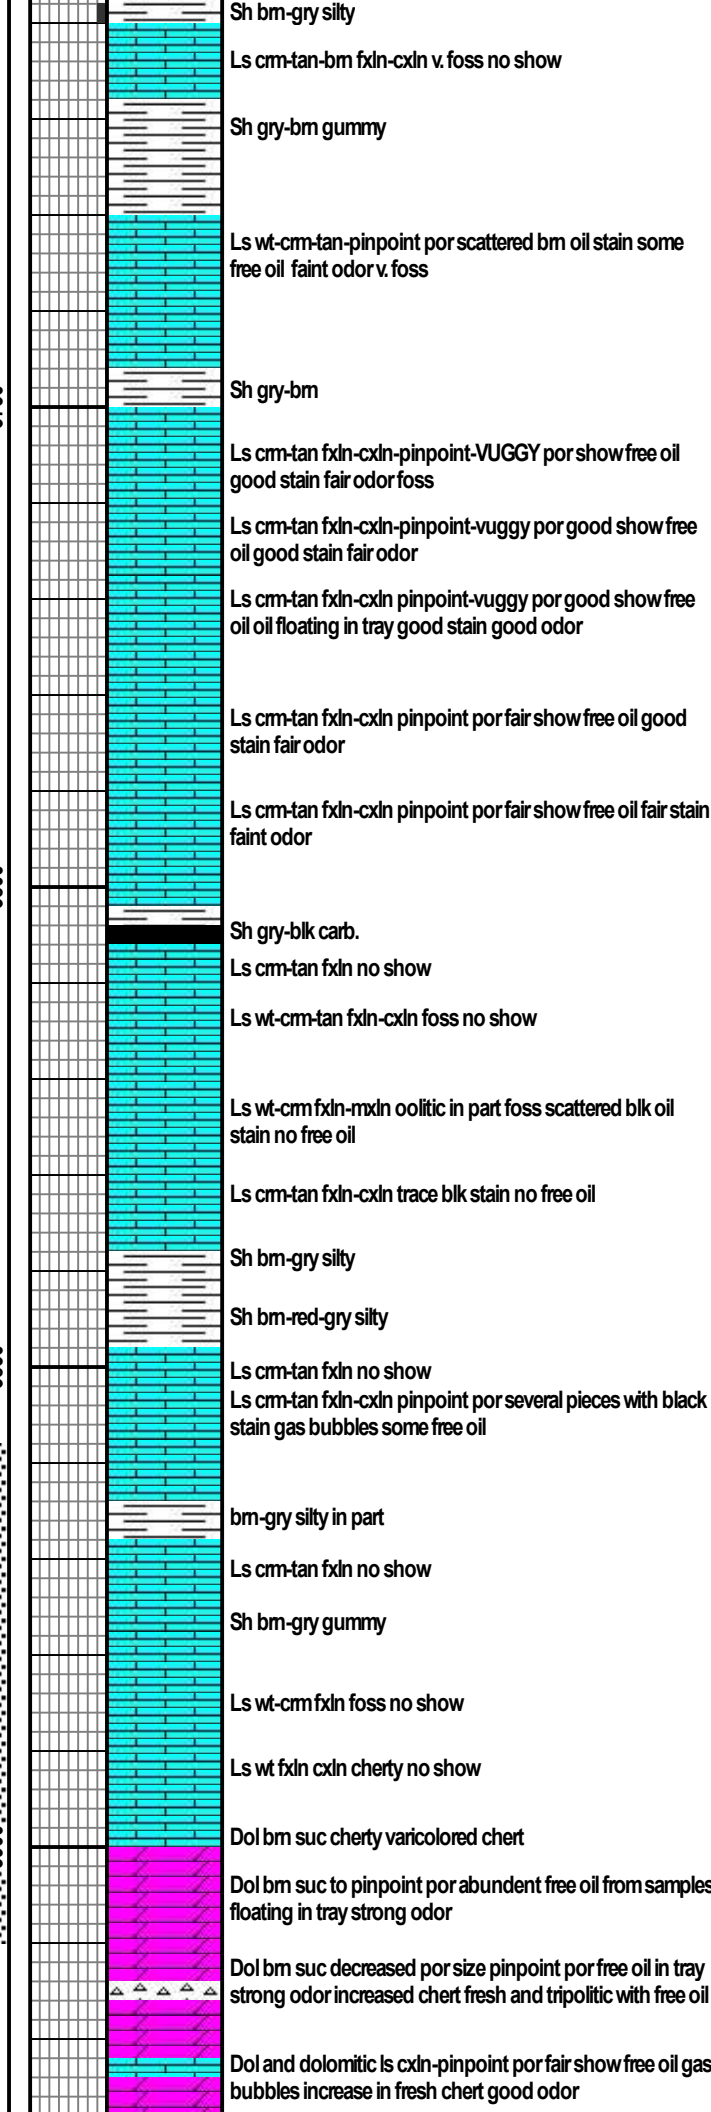 Sh brn-gry silty
Ls crm-tan-brn fxln-cxln v. foss no show
Sh gry-brn gummy
Ls wt-crm-tan-pinpoint por scattered brn oil stain some
free oil faint odor v. foss
Sh gry-brn
Ls crm-tan fxln-cxln-pinpoint-VUGGY por show free oil
good stain fair odor foss
Ls crm-tan fxln-cxln-pinpoint-vuggy por good show free
oil good stain fair odor
Ls crm-tan fxln-cxln pinpoint-vuggy por good show free
oil oil floating in tray good stain good odor
Ls crm-tan fxln-cxln pinpoint por fair show free oil good
stain fair odor
Ls crm-tan fxln-cxln pinpoint por fair show free oil fair stain
faint odor
Sh gry-blk carb.
Ls crm-tan fxln no show
Ls wt-crm-tan fxln-cxln foss no show
Ls wt-crm fxln-mxln oolitic in part foss scattered blk oil
stain no free oil
Ls crm-tan fxln-cxln trace blk stain no free oil
Sh brn-gry silty
Sh brn-red-gry silty
Ls crm-tan fxln no show
Ls crm-tan fxln-cxln pinpoint por several pieces with black
stain gas bubbles some free oil
brn-gry silty in part
Ls crm-tan fxln no show
Sh brn-gry gummy
Ls wt-crm fxln foss no show
Ls wt fxln cxln cherty no show
Dol brn suc cherty varicolored chert
Dol brn suc to pinpoint por abundent free oil from samples
floating in tray strong odor
Dol brn suc decreased por size pinpoint por free oil in tray
strong odor increased chert fresh and tripolitic with free oil
Dol and dolomitic ls cxln-pinpoint por fair show free oil gas
bubbles increase in fresh chert good odor